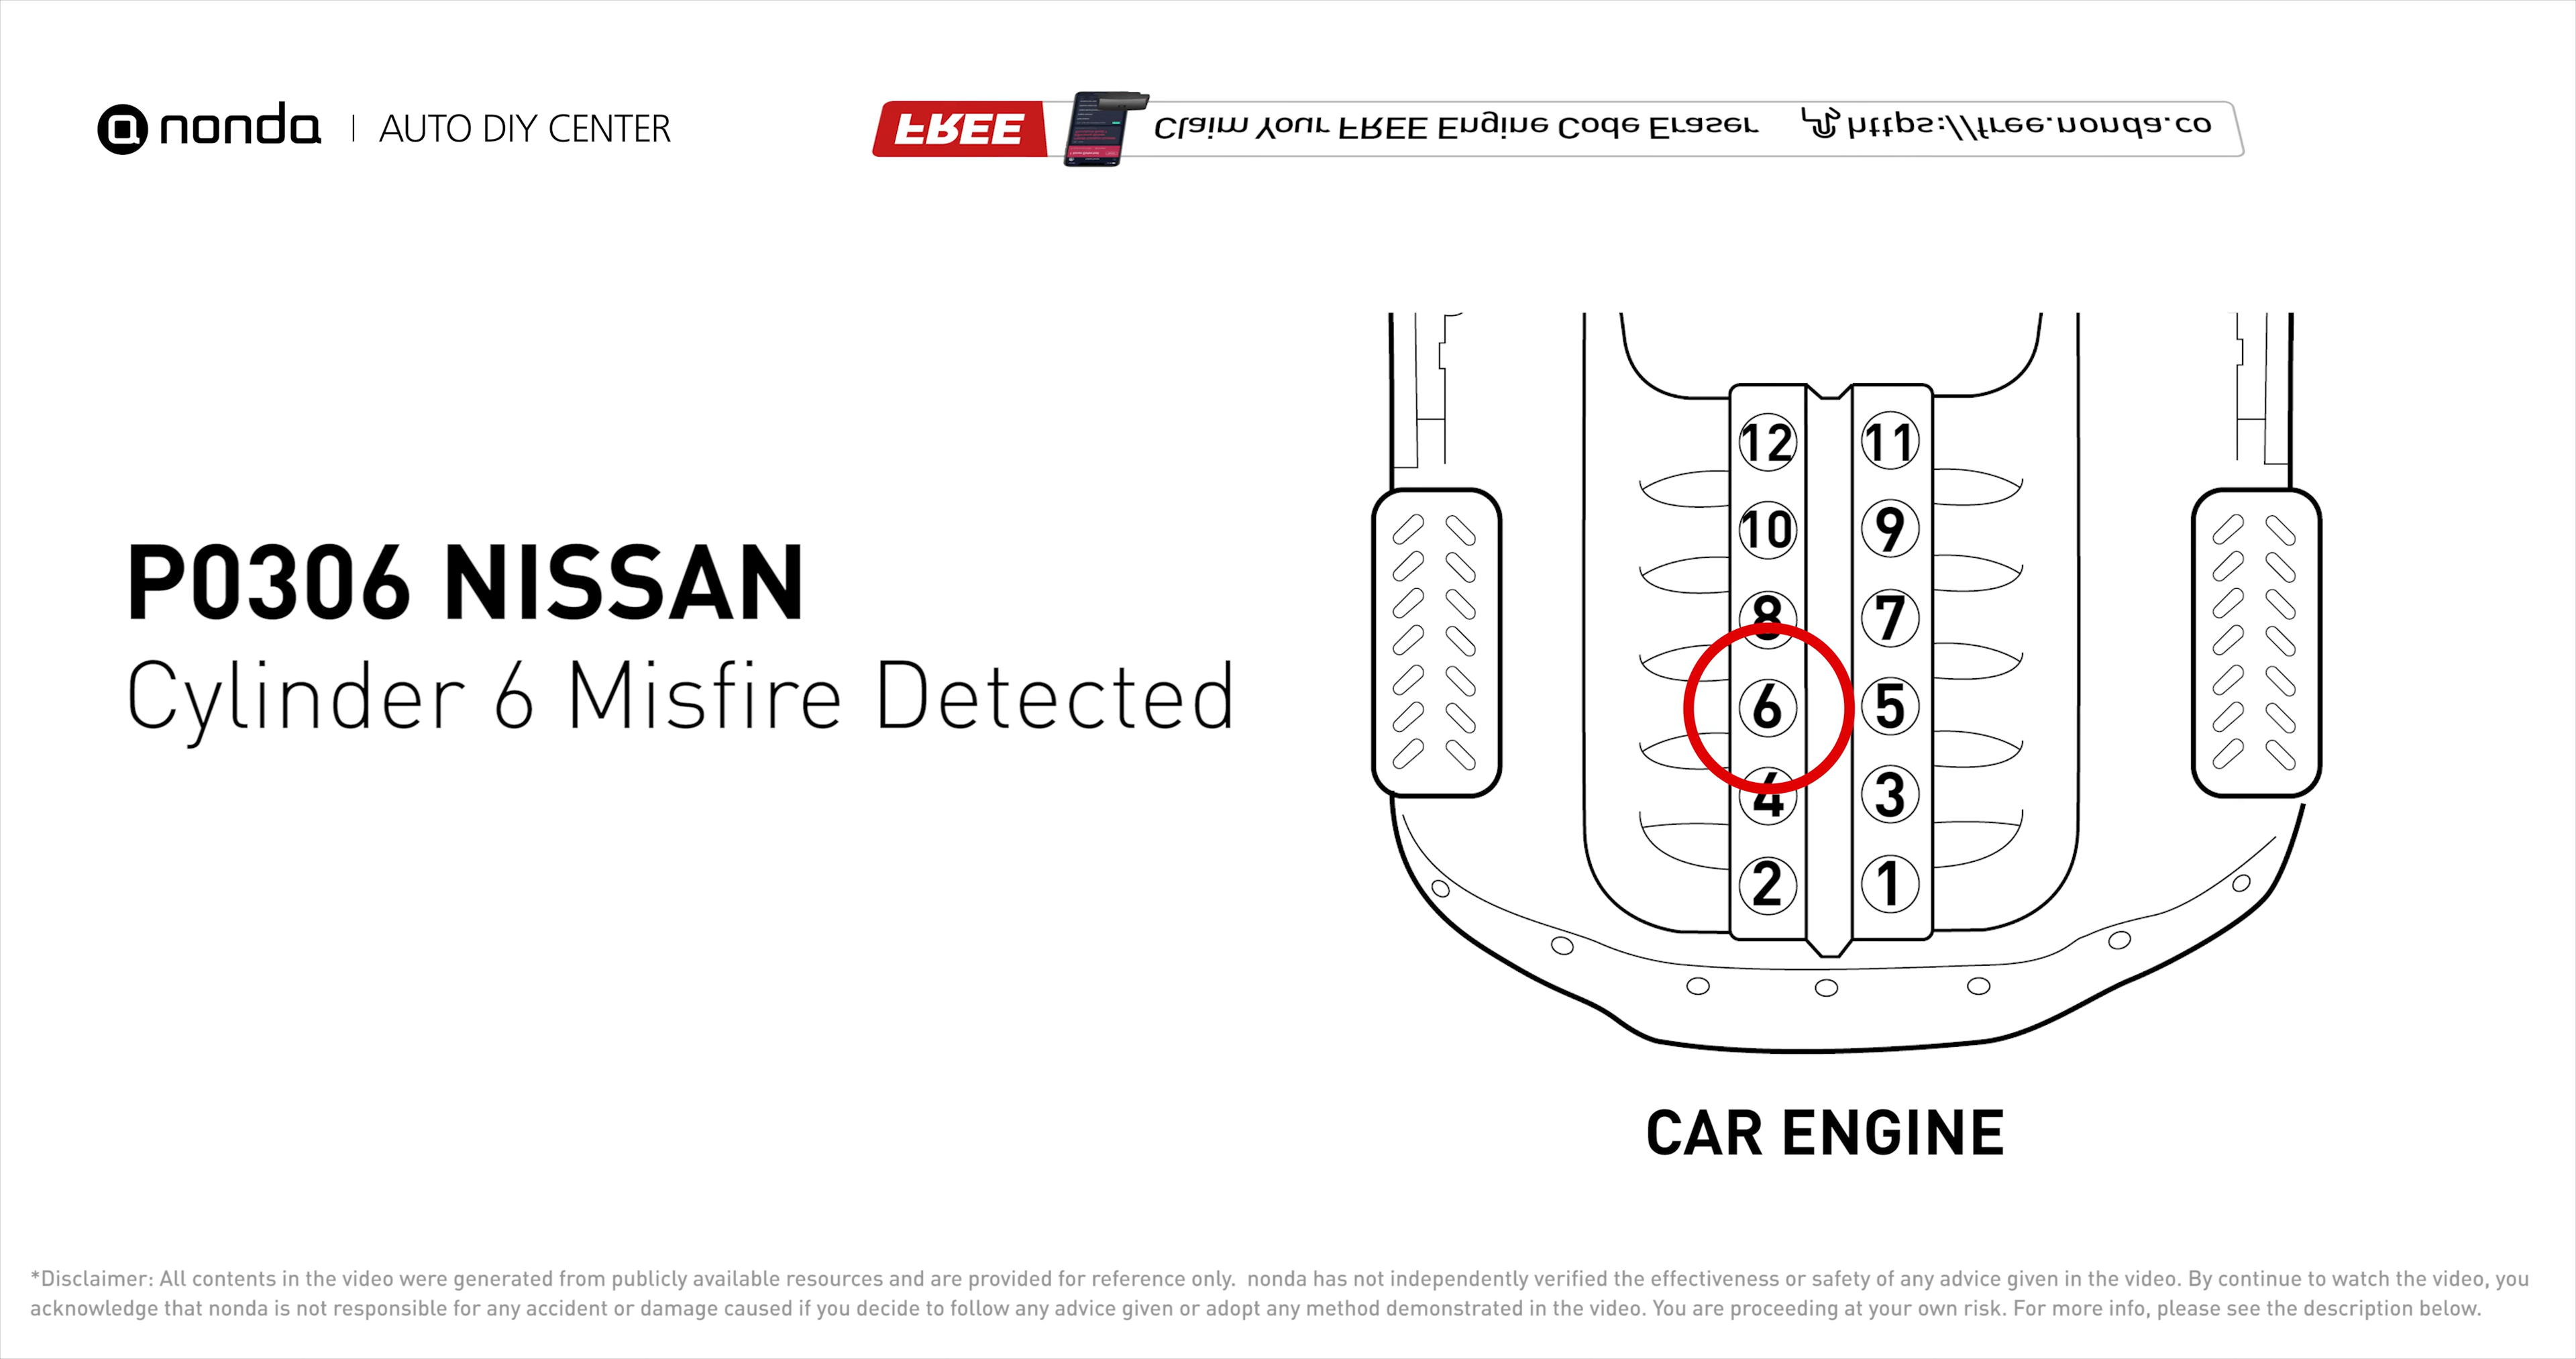 nonda | AUTO DIY CENTER
FREE Claim Your FREE Engine Code Eraser https://free.nonda.co
P0306 NISSAN
Cylinder 6 Misfire Detected
12 11
10 9
8 7
6 5
4 3
2 1
CAR ENGINE
*Disclaimer: All contents in the video were generated from publicly available resources and are provided for reference only. nonda has not independently verified the effectiveness or safety of any advice given in the video. By continue to watch the video, you
acknowledge that nonda is not responsible for any accident or damage caused if you decide to follow any advice given or adopt any method demonstrated in the video. You are proceeding at your own risk. For more info, please see the description below.